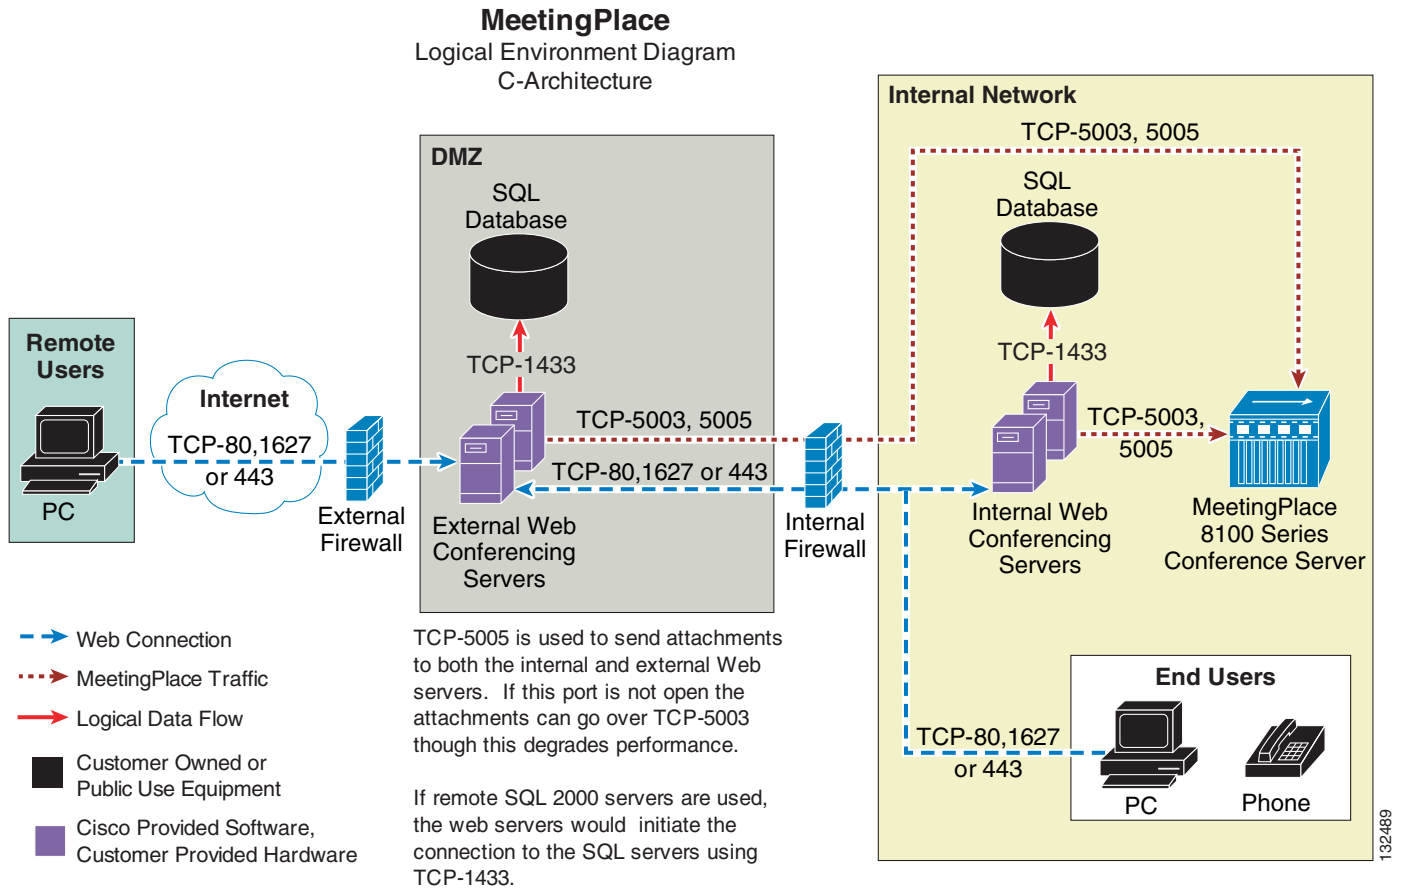 MeetingPlace
Logical Environment Diagram
C-Architecture
Internal Network
TCP-5003, 5005
DMZ
SQL
Database
SQL
Database
TCP-1433
TCP-1433
Remote
Users
PC
Internet
TCP-80,1627
or 443
External
Firewall
TCP-5003, 5005
TCP-80,1627 or 443
External Web
Conferencing
Servers
Internal
Firewall
TCP-5003,
5005
Internal Web
Conferencing
Servers
MeetingPlace
8100 Series
Conference Server
End Users
TCP-80,1627
or 443
PC
Phone
Web Connection
MeetingPlace Traffic
Logical Data Flow
Customer Owned or
Public Use Equipment
Cisco Provided Software,
Customer Provided Hardware
TCP-5005 is used to send attachments
to both the internal and external Web
servers. If this port is not open the
attachments can go over TCP-5003
though this degrades performance.
If remote SQL 2000 servers are used,
the web servers would initiate the
connection to the SQL servers using
TCP-1433.
132489